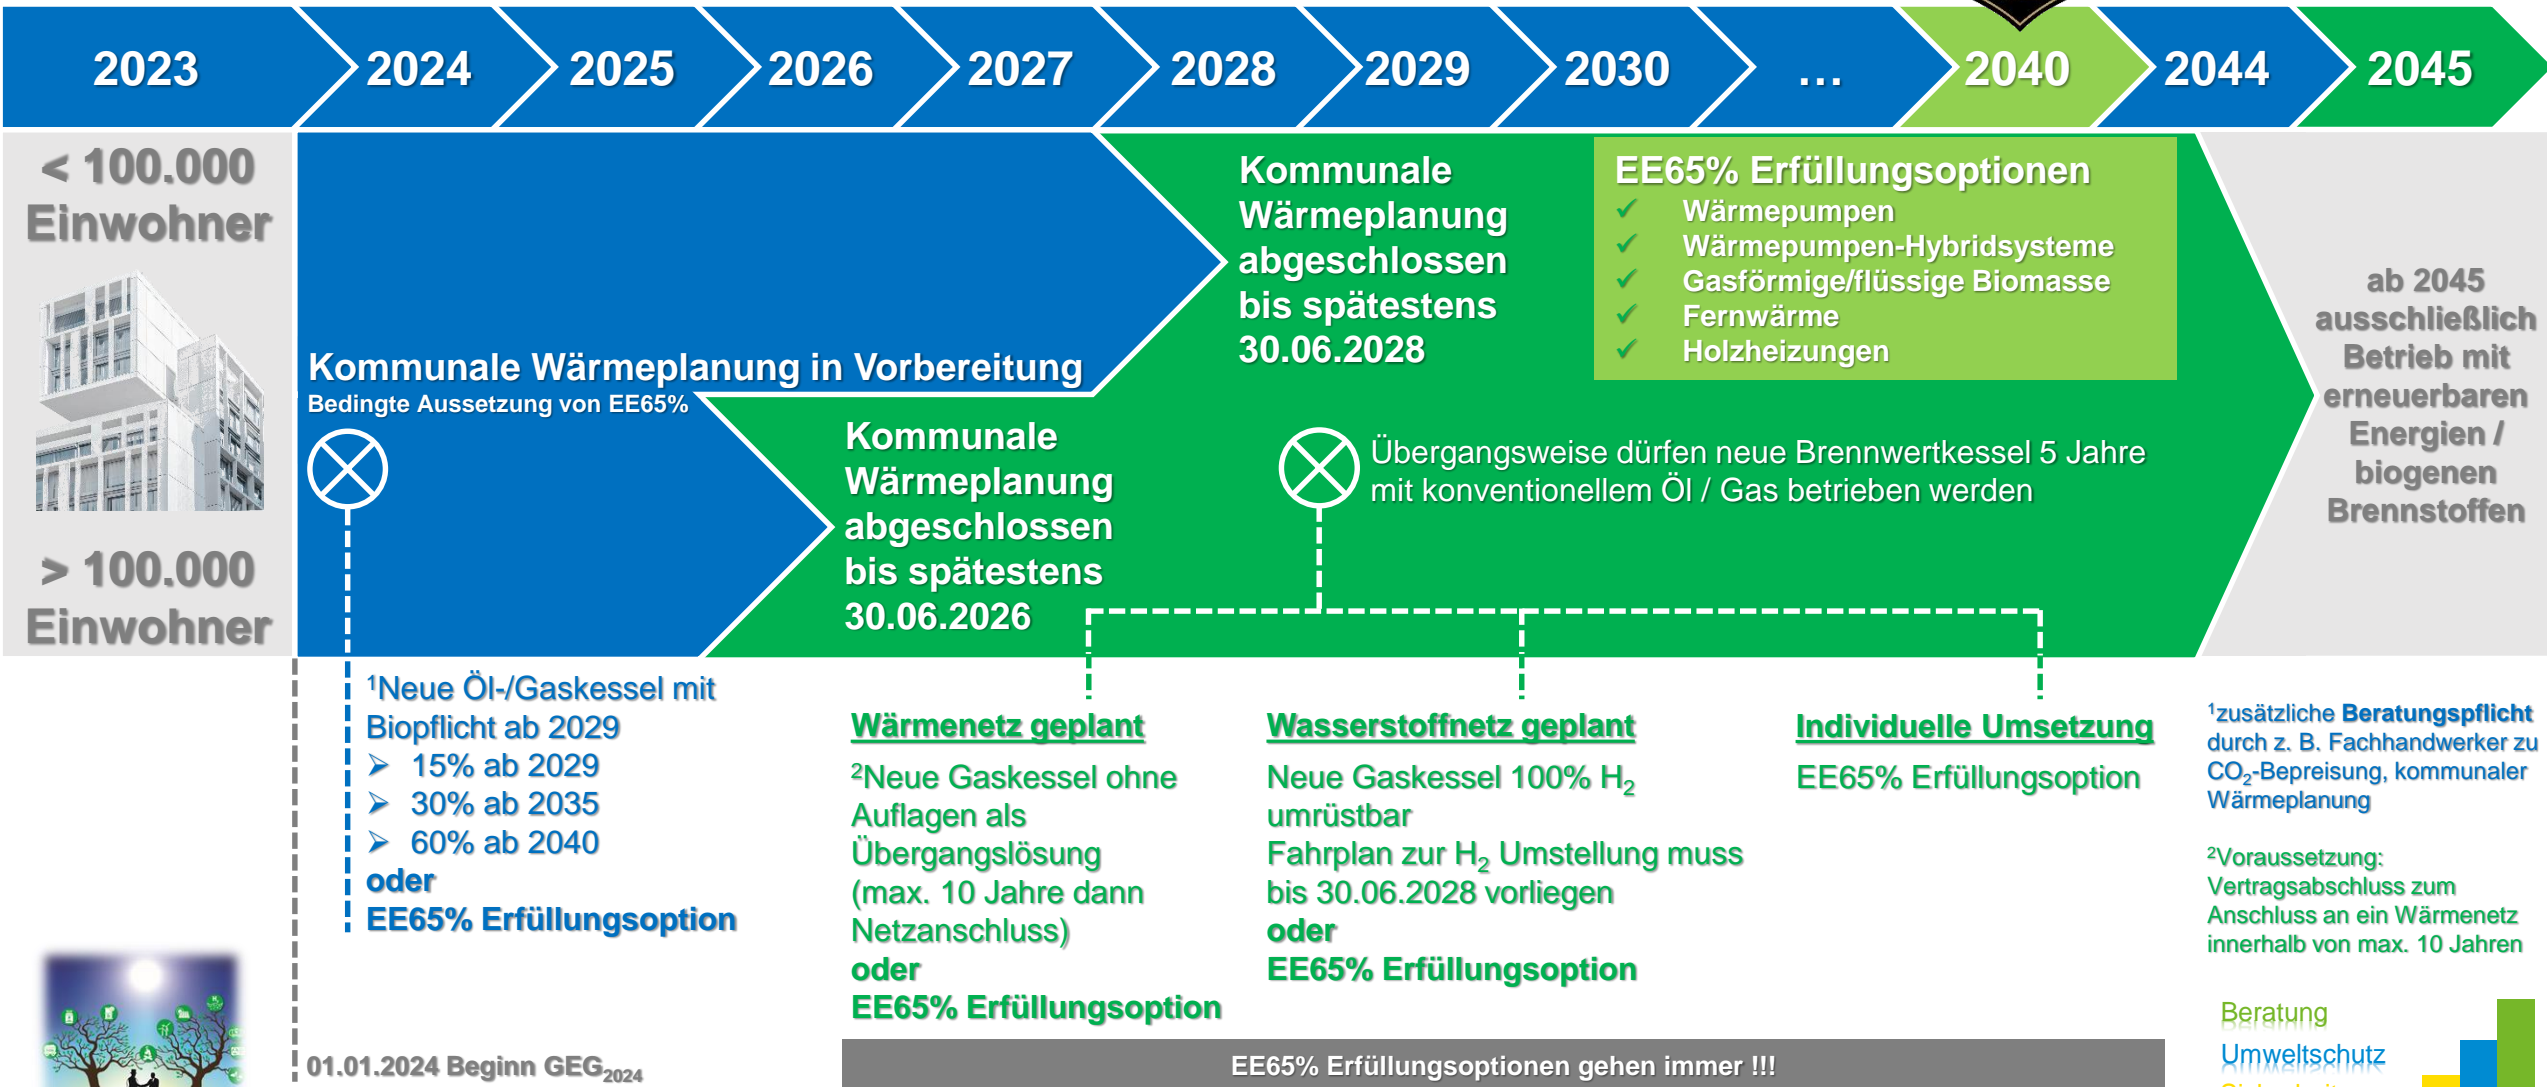 2023
2024
2025
2026
2027
2028
2029
2030
...
2040
2044
2045
< 100.000
Einwohner
> 100.000
Einwohner
Kommunale Wärmeplanung in Vorbereitung
Bedingte Aussetzung von EE65%
Kommunale
Wärmeplanung
abgeschlossen
bis spätestens
30.06.2026
Kommunale
Wärmeplanung
abgeschlossen
bis spätestens
30.06.2028
EE65% Erfüllungsoptionen
✓ Wärmepumpen
✓ Wärmepumpen-Hybridsysteme
✓ Gasförmige/flüssige Biomasse
✓ Fernwärme
✓ Holzheizungen
Übergangsweise dürfen neue Brennwertkessel 5 Jahre
mit konventionellem Öl / Gas betrieben werden
ab 2045
ausschließlich
Betrieb mit
erneuerbaren
Energien /
biogenen
Brennstoffen
¹Neue Öl-/Gaskessel mit
Biopflicht ab 2029
➢ 15% ab 2029
➢ 30% ab 2035
➢ 60% ab 2040
oder
EE65% Erfüllungsoption
Wärmenetz geplant
²Neue Gaskessel ohne
Auflagen als
Übergangslösung
(max. 10 Jahre dann
Netzanschluss)
oder
EE65% Erfüllungsoption
Wasserstoffnetz geplant
Neue Gaskessel 100% H₂
umrüstbar
Fahrplan zur H₂ Umstellung muss
bis 30.06.2028 vorliegen
oder
EE65% Erfüllungsoption
Individuelle Umsetzung
EE65% Erfüllungsoption
¹zusätzliche Beratungspflicht
durch z. B. Fachhandwerker zu
CO₂-Bepreisung, kommunaler
Wärmeplanung
²Voraussetzung:
Vertragsabschluss zum
Anschluss an ein Wärmenetz
innerhalb von max. 10 Jahren
01.01.2024 Beginn GEG₂₀₂₄
EE65% Erfüllungsoptionen gehen immer !!!
Beratung
Umweltschutz